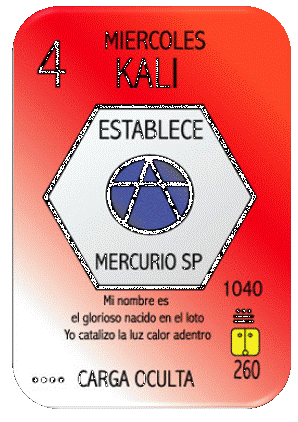 MIERCOLES
4
KALI
ESTABLECE
MERCURIO SP
1040
Mi nombre es
el glorioso nacido en el loto
Yo catalizo la luz calor adentro
260
CARGA OCULTA